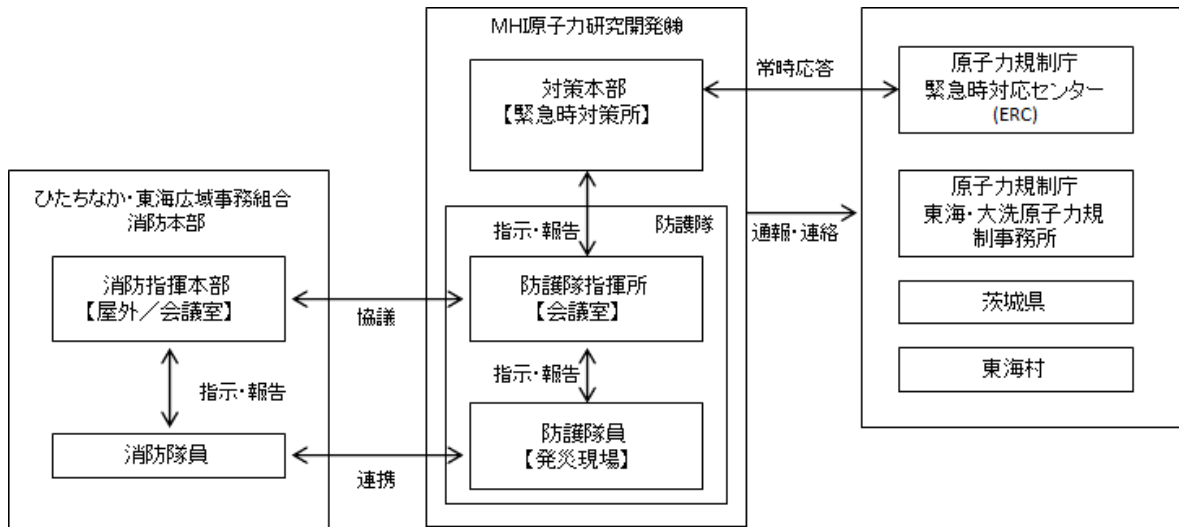 MHI原子力研究開発㈱
対策本部
【緊急時対策所】
常時応答
原子力規制庁
緊急時対応センター
(ERC)
ひたちなか・東海広域事務組合
消防本部
指示・報告
防護隊
通報・連絡
原子力規制庁
東海・大洗原子力規
制事務所
消防指揮本部
【屋外／会議室】
協議
防護隊指揮所
【会議室】
茨城県
指示・報告
指示・報告
東海村
消防隊員
連携
防護隊員
【発災現場】